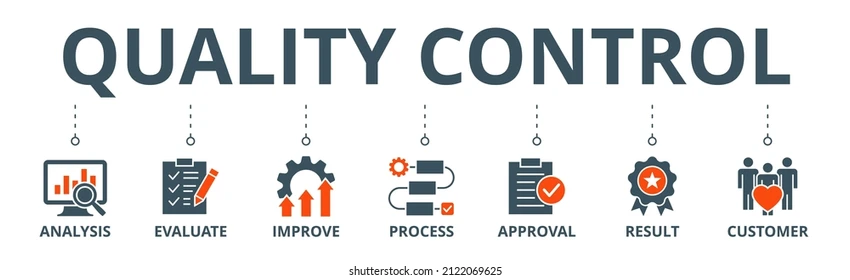 QUALITY CONTROL
ANALYSIS EVALUATE IMPROVE PROCESS APPROVAL RESULT CUSTOMER
shutterstock.com · 2122069625